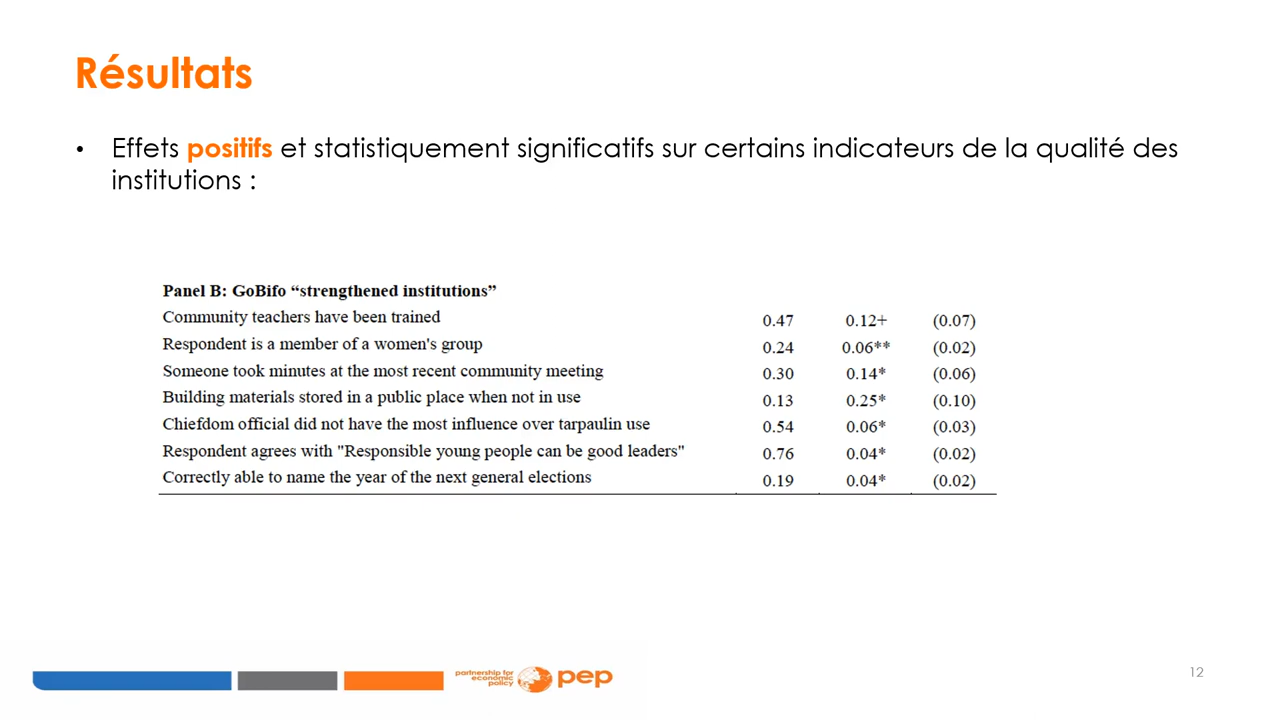 Résultats
• Effets positifs et statistiquement significatifs sur certains indicateurs de la qualité des
institutions :
Panel B: GoBifo “strengthened institutions”
Community teachers have been trained 0.47 0.12+ (0.07)
Respondent is a member of a women's group 0.24 0.06** (0.02)
Someone took minutes at the most recent community meeting 0.30 0.14* (0.06)
Building materials stored in a public place when not in use 0.13 0.25* (0.10)
Chiefdom official did not have the most influence over tarpaulin use 0.54 0.06* (0.03)
Respondent agrees with "Responsible young people can be good leaders" 0.76 0.04* (0.02)
Correctly able to name the year of the next general elections 0.19 0.04* (0.02)
partnership for
economic
policy
pep
12